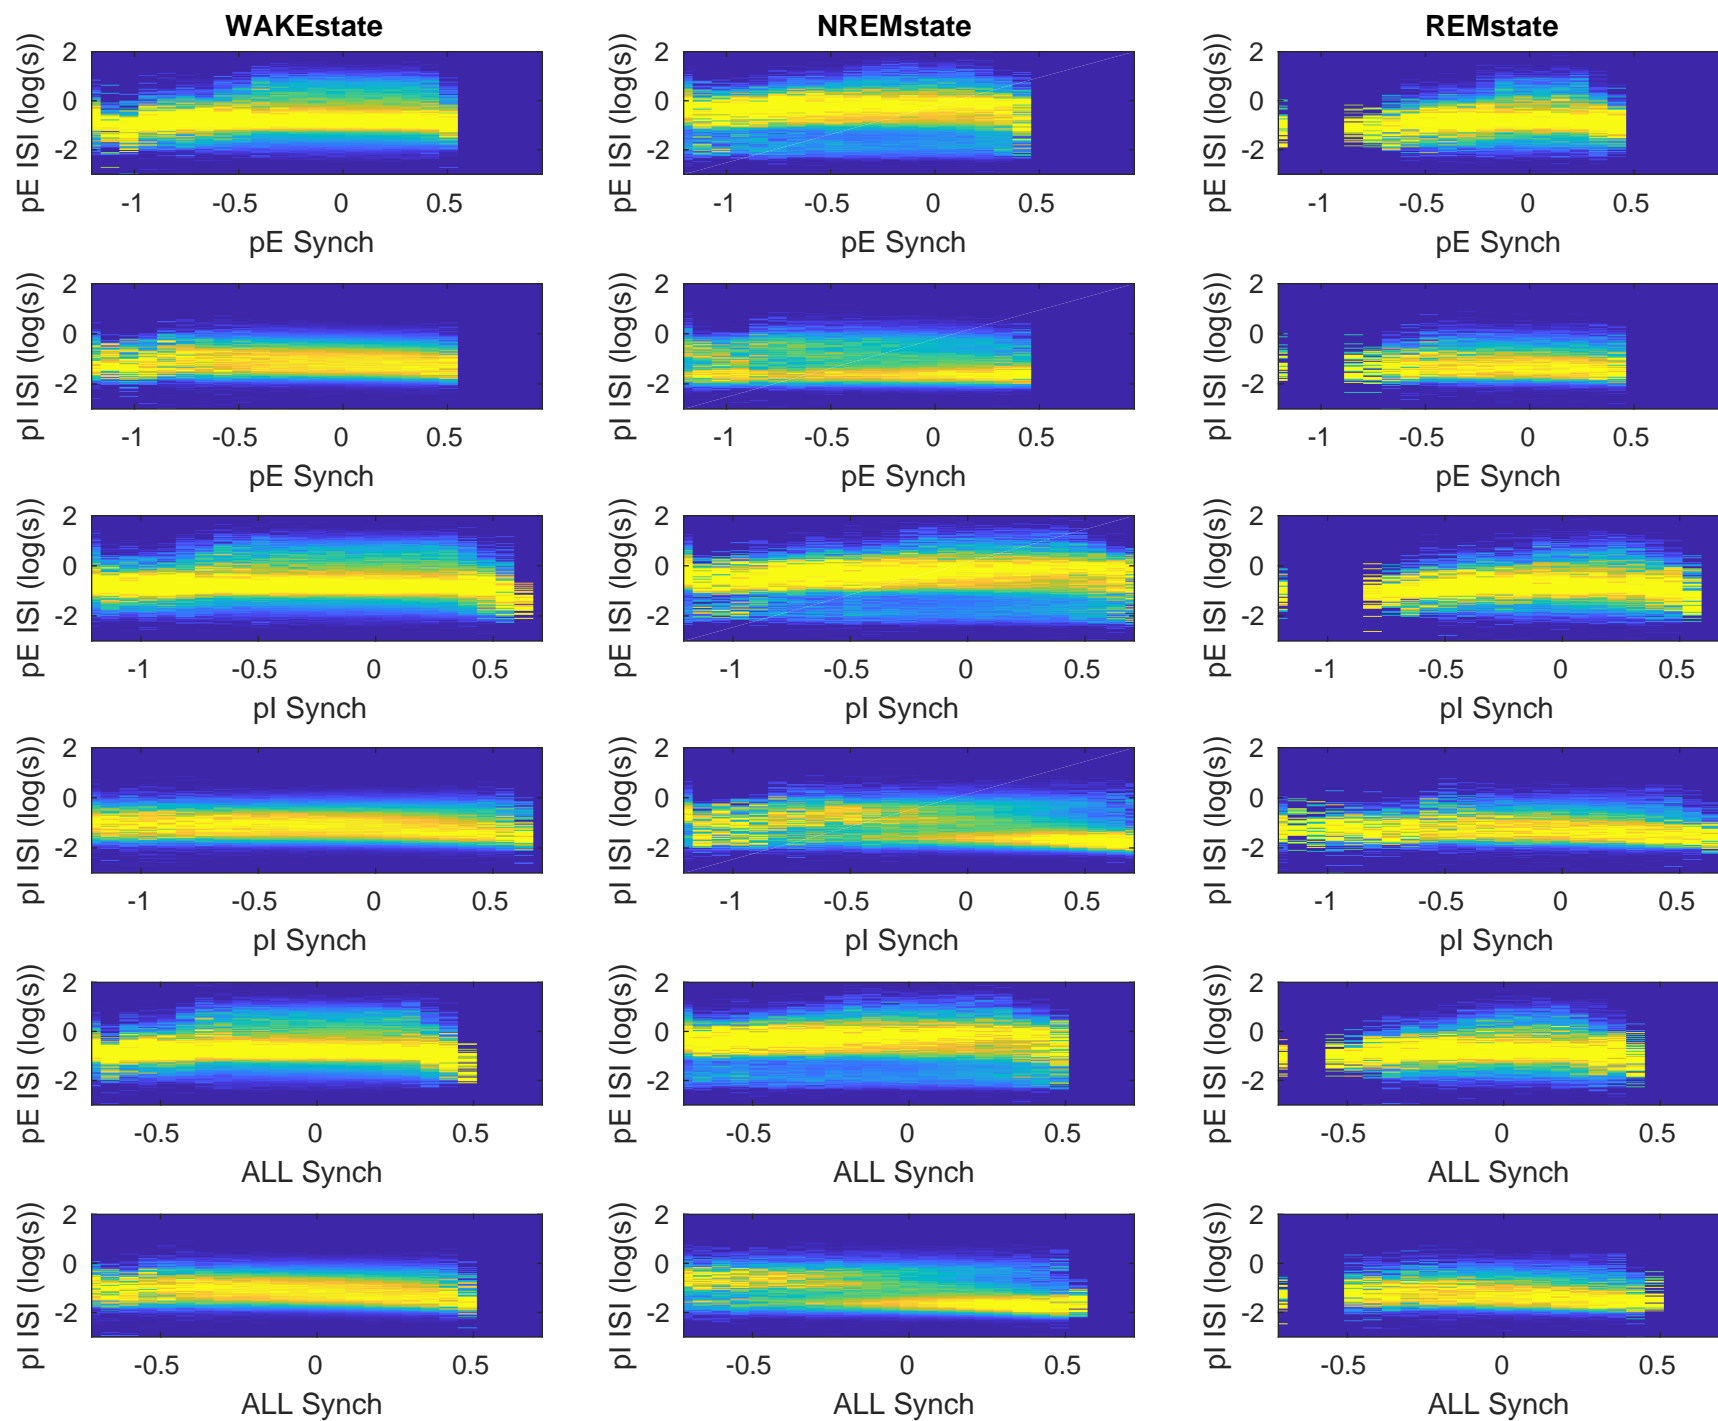 WAKEstate NREMstate REMstate
pE ISI (log(s)) 2 0 -2 pE ISI (log(s)) 2 0 -2 pE ISI (log(s)) 2 0 -2
-1 -0.5 0 0.5 -1 -0.5 0 0.5 -1 -0.5 0 0.5
pE Synch pE Synch pE Synch
pI ISI (log(s)) 2 0 -2 pI ISI (log(s)) 2 0 -2 pI ISI (log(s)) 2 0 -2
-1 -0.5 0 0.5 -1 -0.5 0 0.5 -1 -0.5 0 0.5
pE Synch pE Synch pE Synch
pE ISI (log(s)) 2 0 -2 pE ISI (log(s)) 2 0 -2 pE ISI (log(s)) 2 0 -2
-1 -0.5 0 0.5 -1 -0.5 0 0.5 -1 -0.5 0 0.5
pI Synch pI Synch pI Synch
pI ISI (log(s)) 2 0 -2 pI ISI (log(s)) 2 0 -2 pI ISI (log(s)) 2 0 -2
-1 -0.5 0 0.5 -1 -0.5 0 0.5 -1 -0.5 0 0.5
pI Synch pI Synch pI Synch
pE ISI (log(s)) 2 0 -2 pE ISI (log(s)) 2 0 -2 pE ISI (log(s)) 2 0 -2
-0.5 0 0.5 -0.5 0 0.5 -0.5 0 0.5
ALL Synch ALL Synch ALL Synch
pI ISI (log(s)) 2 0 -2 pI ISI (log(s)) 2 0 -2 pI ISI (log(s)) 2 0 -2
-0.5 0 0.5 -0.5 0 0.5 -0.5 0 0.5
ALL Synch ALL Synch ALL Synch